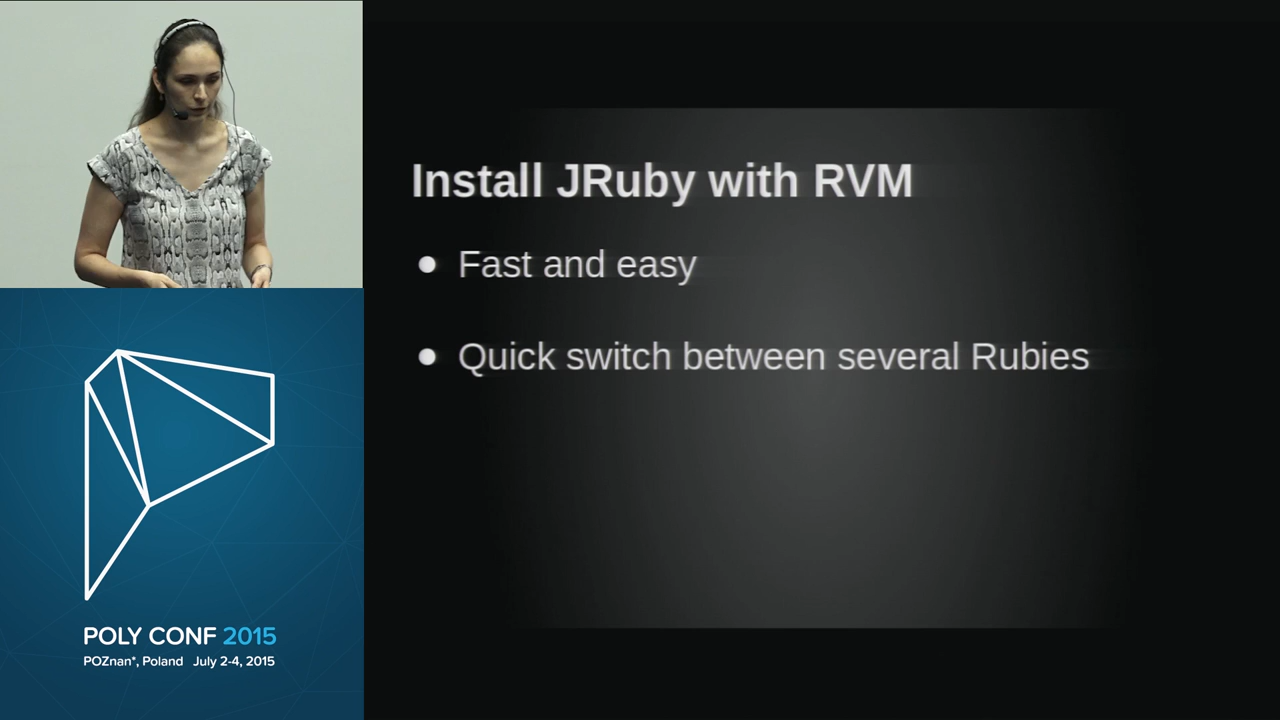 Install JRuby with RVM
Fast and easy
Quick switch between several Rubies
POLY CONF 2015
POZnan*, Poland July 2-4, 2015